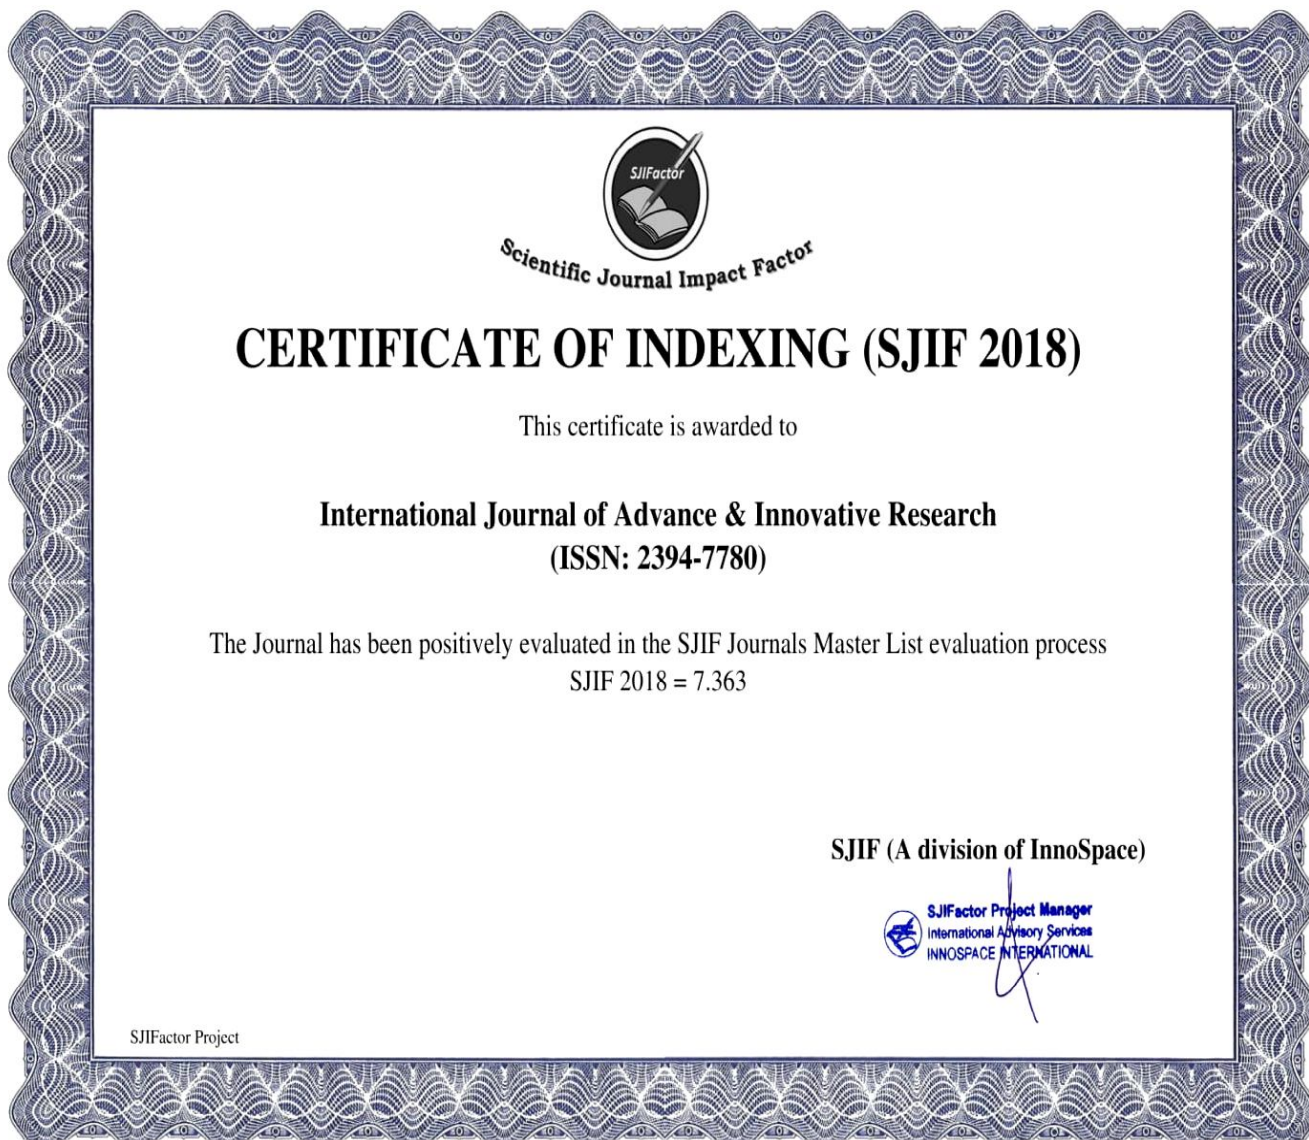 SJIFactor
Scientific Journal Impact Factor
CERTIFICATE OF INDEXING (SJIF 2018)
This certificate is awarded to
International Journal of Advance & Innovative Research
(ISSN: 2394-7780)
The Journal has been positively evaluated in the SJIF Journals Master List evaluation process
SJIF 2018 = 7.363
SJIF (A division of InnoSpace)
SJIFactor Project Manager
International Advisory Services
INNOSPACE INTERNATIONAL
SJIFactor Project